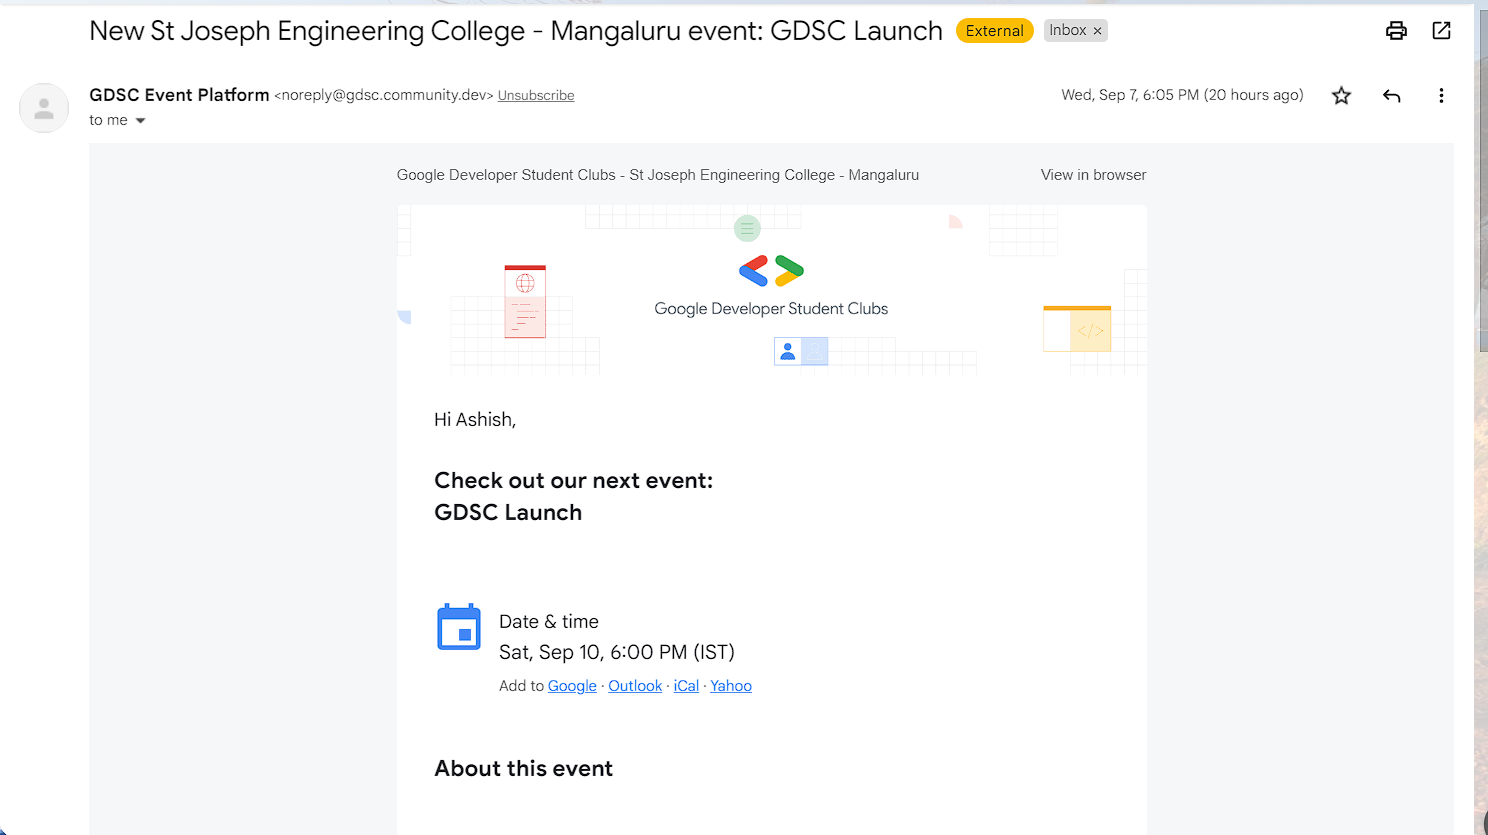 New St Joseph Engineering College - Mangaluru event: GDSC Launch External Inbox ×
GDSC Event Platform <noreply@gdsc.community.dev> Unsubscribe Wed, Sep 7, 6:05 PM (20 hours ago)
to me
Google Developer Student Clubs - St Joseph Engineering College - Mangaluru View in browser
Google Developer Student Clubs
Hi Ashish,
Check out our next event:
GDSC Launch
Date & time
Sat, Sep 10, 6:00 PM (IST)
Add to Google · Outlook · iCal · Yahoo
About this event